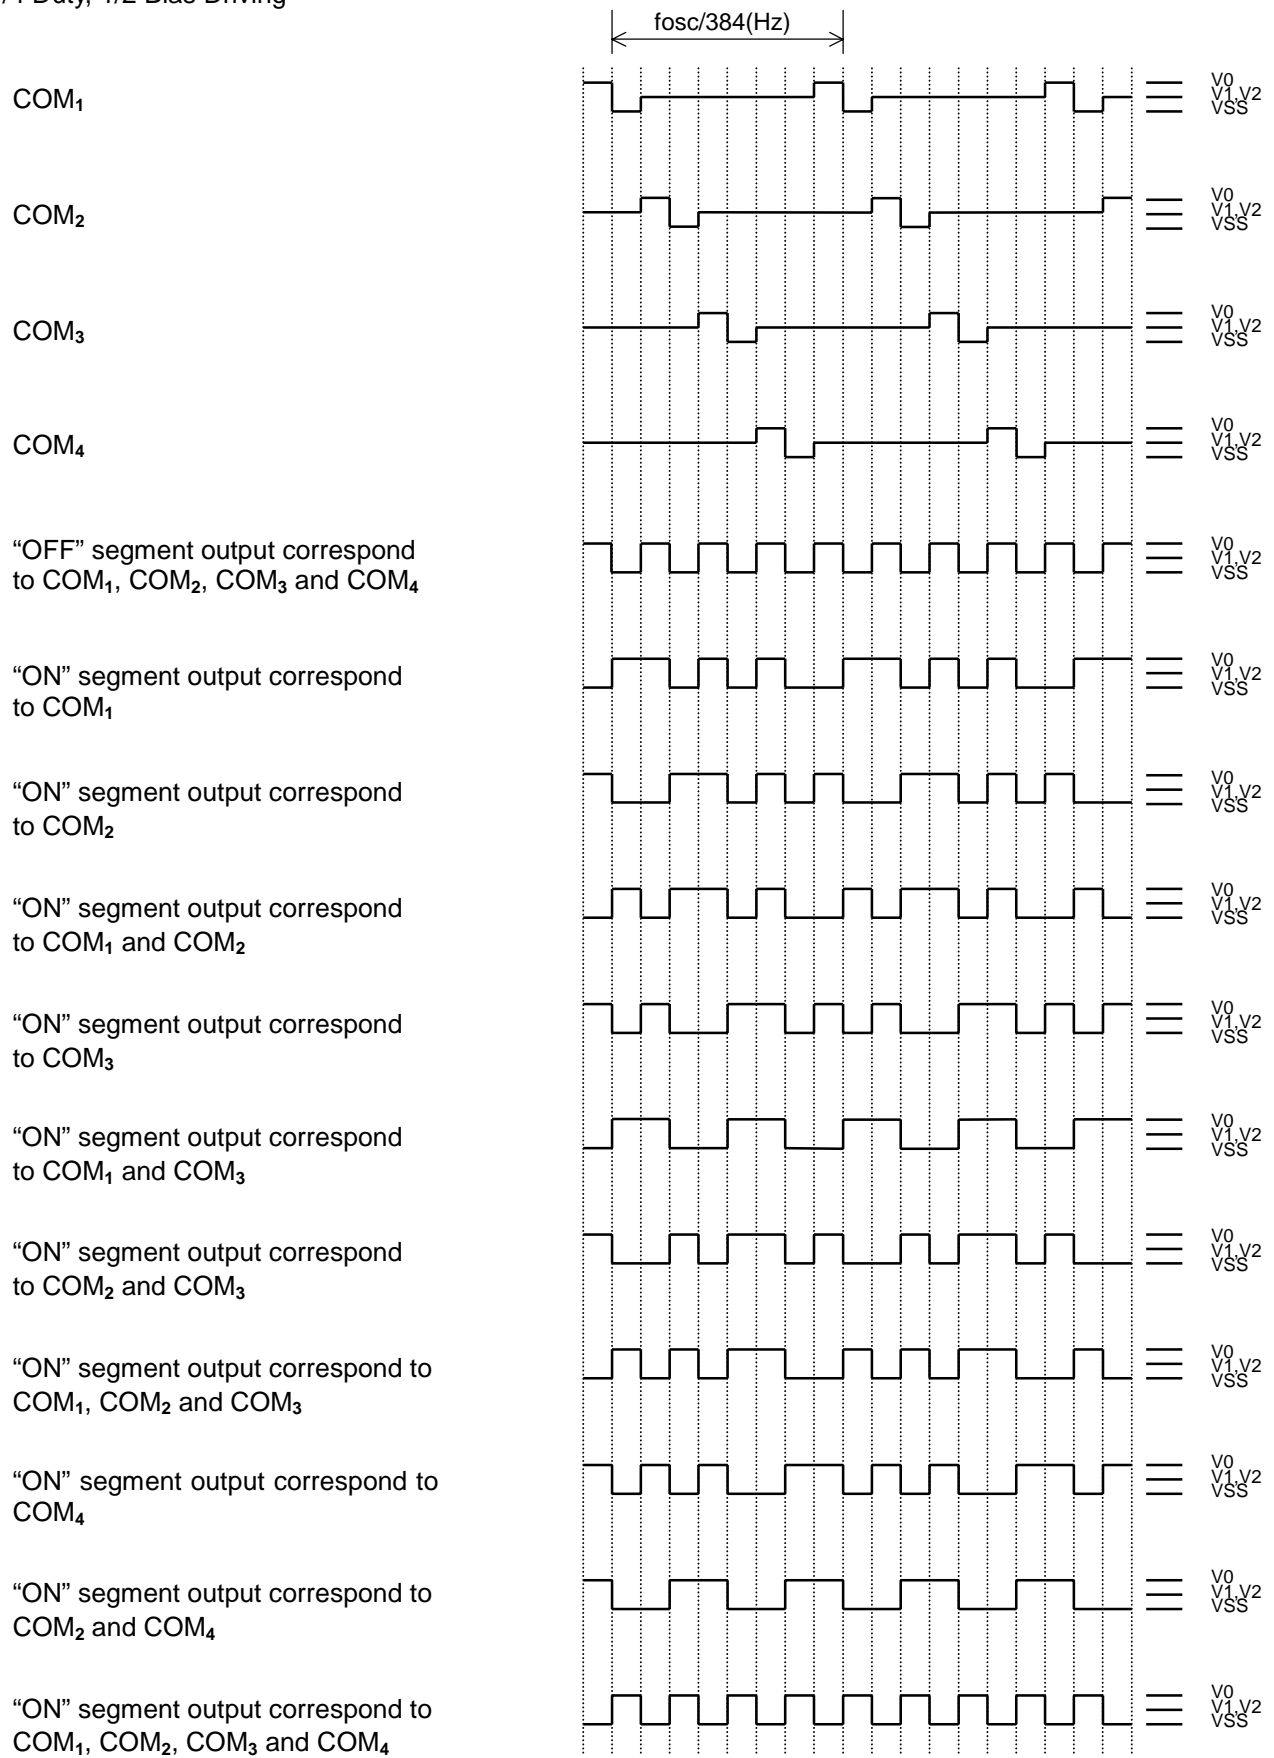 Duty, 1/2 Bias Driving
fosc/384(Hz)
COM1
V0
V1,V2
VSS
COM2
V0
V1,V2
VSS
COM3
V0
V1,V2
VSS
COM4
V0
V1,V2
VSS
“OFF” segment output correspond
to COM1, COM2, COM3 and COM4
V0
V1,V2
VSS
“ON” segment output correspond
to COM1
V0
V1,V2
VSS
“ON” segment output correspond
to COM2
V0
V1,V2
VSS
“ON” segment output correspond
to COM1 and COM2
V0
V1,V2
VSS
“ON” segment output correspond
to COM3
V0
V1,V2
VSS
“ON” segment output correspond
to COM1 and COM3
V0
V1,V2
VSS
“ON” segment output correspond
to COM2 and COM3
V0
V1,V2
VSS
“ON” segment output correspond to
COM1, COM2 and COM3
V0
V1,V2
VSS
“ON” segment output correspond to
COM4
V0
V1,V2
VSS
“ON” segment output correspond to
COM2 and COM4
V0
V1,V2
VSS
“ON” segment output correspond to
COM1, COM2, COM3 and COM4
V0
V1,V2
VSS